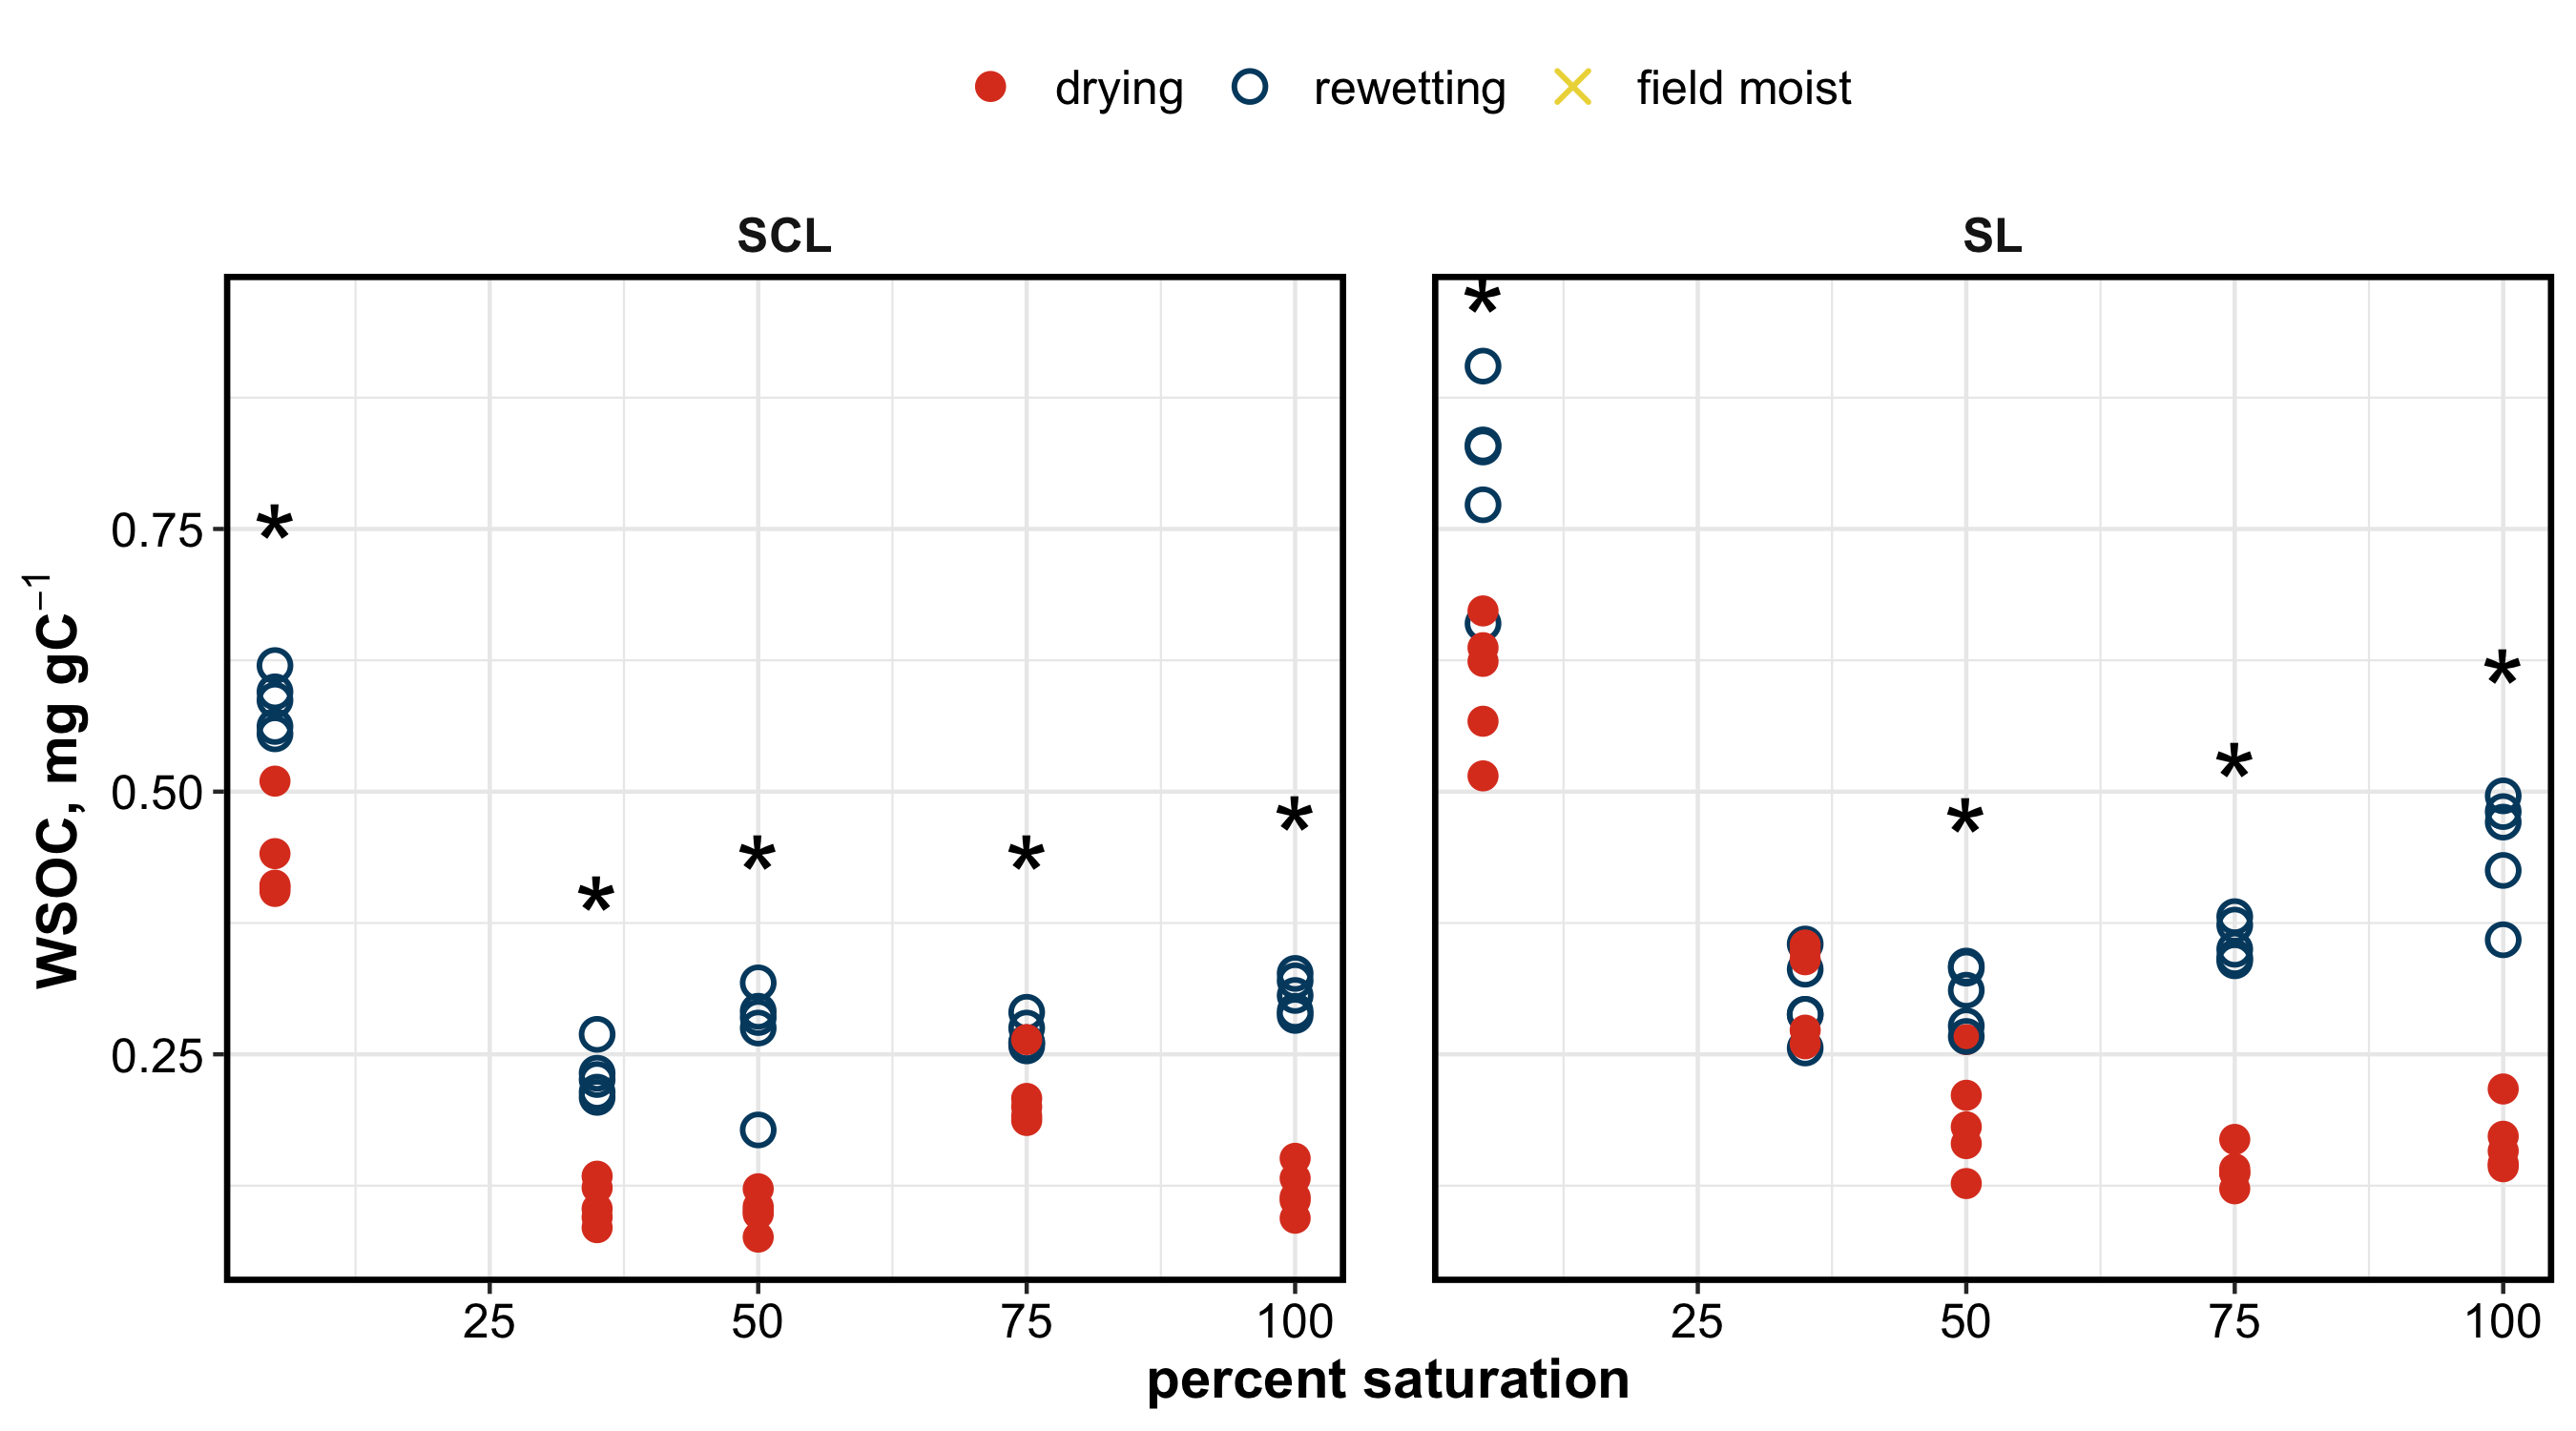 drying rewetting field moist
SCL SL
* * * * * * * * *
WSOC, mg gC⁻¹
0.75
0.50
0.25
25 50 75 100 25 50 75 100
percent saturation